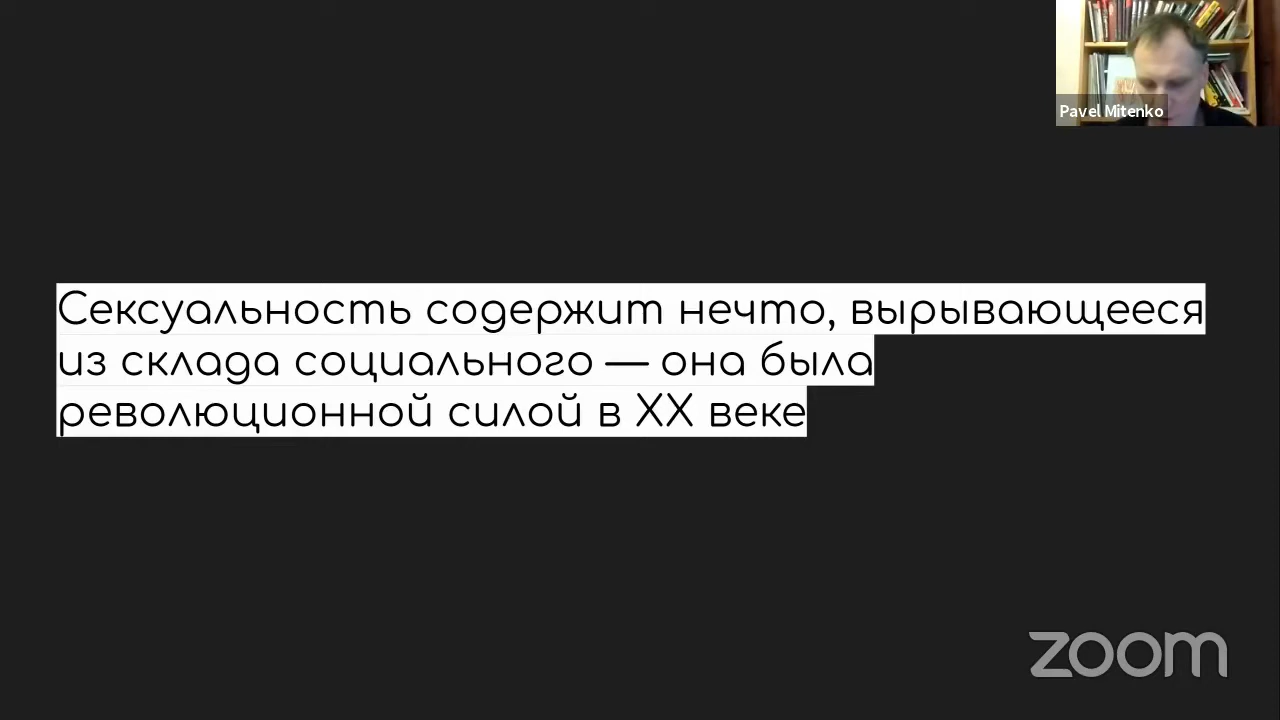 Pavel Mitenko
Сексуальность содержит нечто, вырывающееся
из склада социального — она была
революционной силой в XX веке
zoom